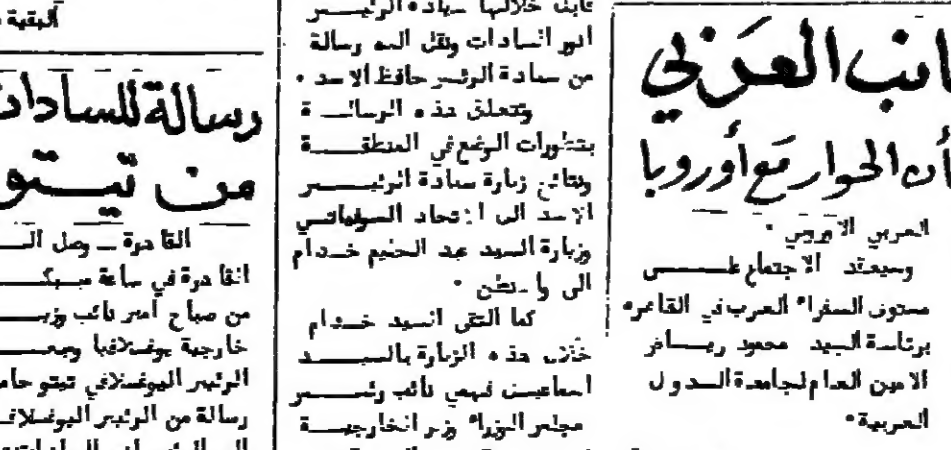 انب العربي
أن الحوار مع أوروبا
العربي الأوروبي .
وسيعقد الاجتماع على
مستوى السفراء العرب في القاهرة
برئاسة السيد محمود رياض
الامين العام لجامعة الدول
العربية .
قابل خلالها سيادة الرئيس
انور السادات ونقل اليه رسالة
من سيادة الرئيس حافظ الاسد .
وتتعلق هذه الرسالة
بتطورات الوضع في المنطقة
ونتائج زيارة سيادة الرئيس
الاسد الى الاتحاد السوفياتي
وزيارة السيد عبد الحليم خدام
الى واشنطن .
كما التقى السيد خدام
خلال هذه الزيارة بالسيد
اسماعيل فهمي نائب رئيس
مجلس الوزراء وزير الخارجية
البقية
رسالة للسادات
من تيتو
القاهرة ـ وصل الـ
القاهرة في ساعة مبكـ
من صباح امس نائب وزيـ
خارجية يوغسلافيا ومبعـ
الرئيس اليوغسلافي تيتو حامـ
رسالة من الرئيس اليوغسلافـ